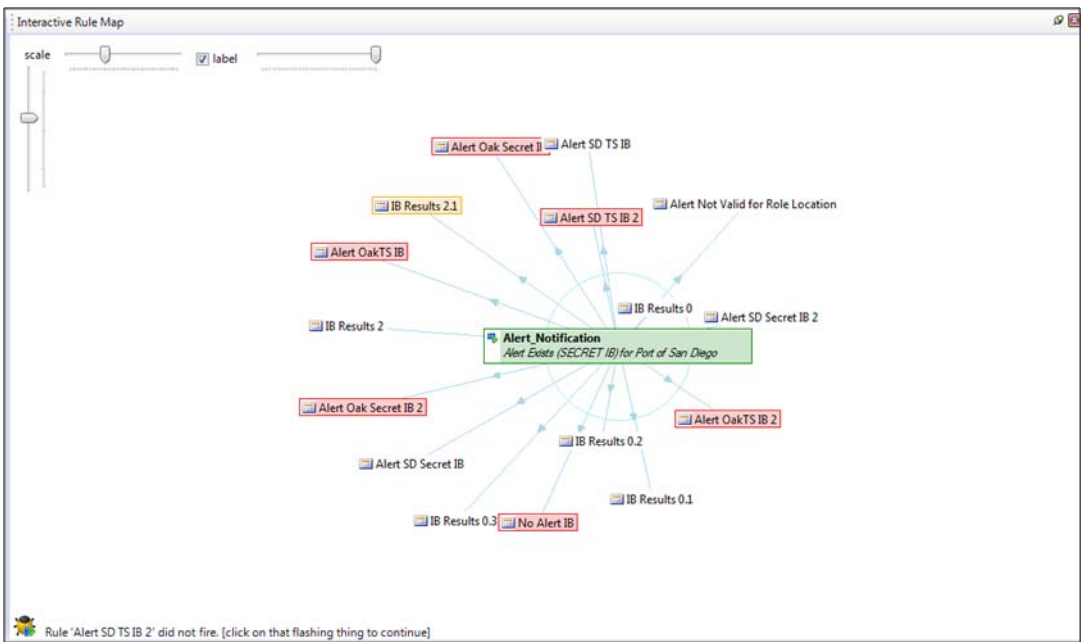 Interactive Rule Map
scale
label
Alert Oak Secret I
Alert SD TS IB
IB Results 2.1
Alert Not Valid for Role Location
Alert SD TS IB 2
Alert OakTS IB
IB Results 0
IB Results 2
Alert SD Secret IB 2
Alert_Notification
Alert Exists (SECRET IB) for Port of San Diego
Alert Oak Secret IB 2
Alert OakTS IB 2
IB Results 0.2
Alert SD Secret IB
IB Results 0.1
IB Results 0.3
No Alert IB
Rule 'Alert SD TS IB 2' did not fire. [click on that flashing thing to continue]